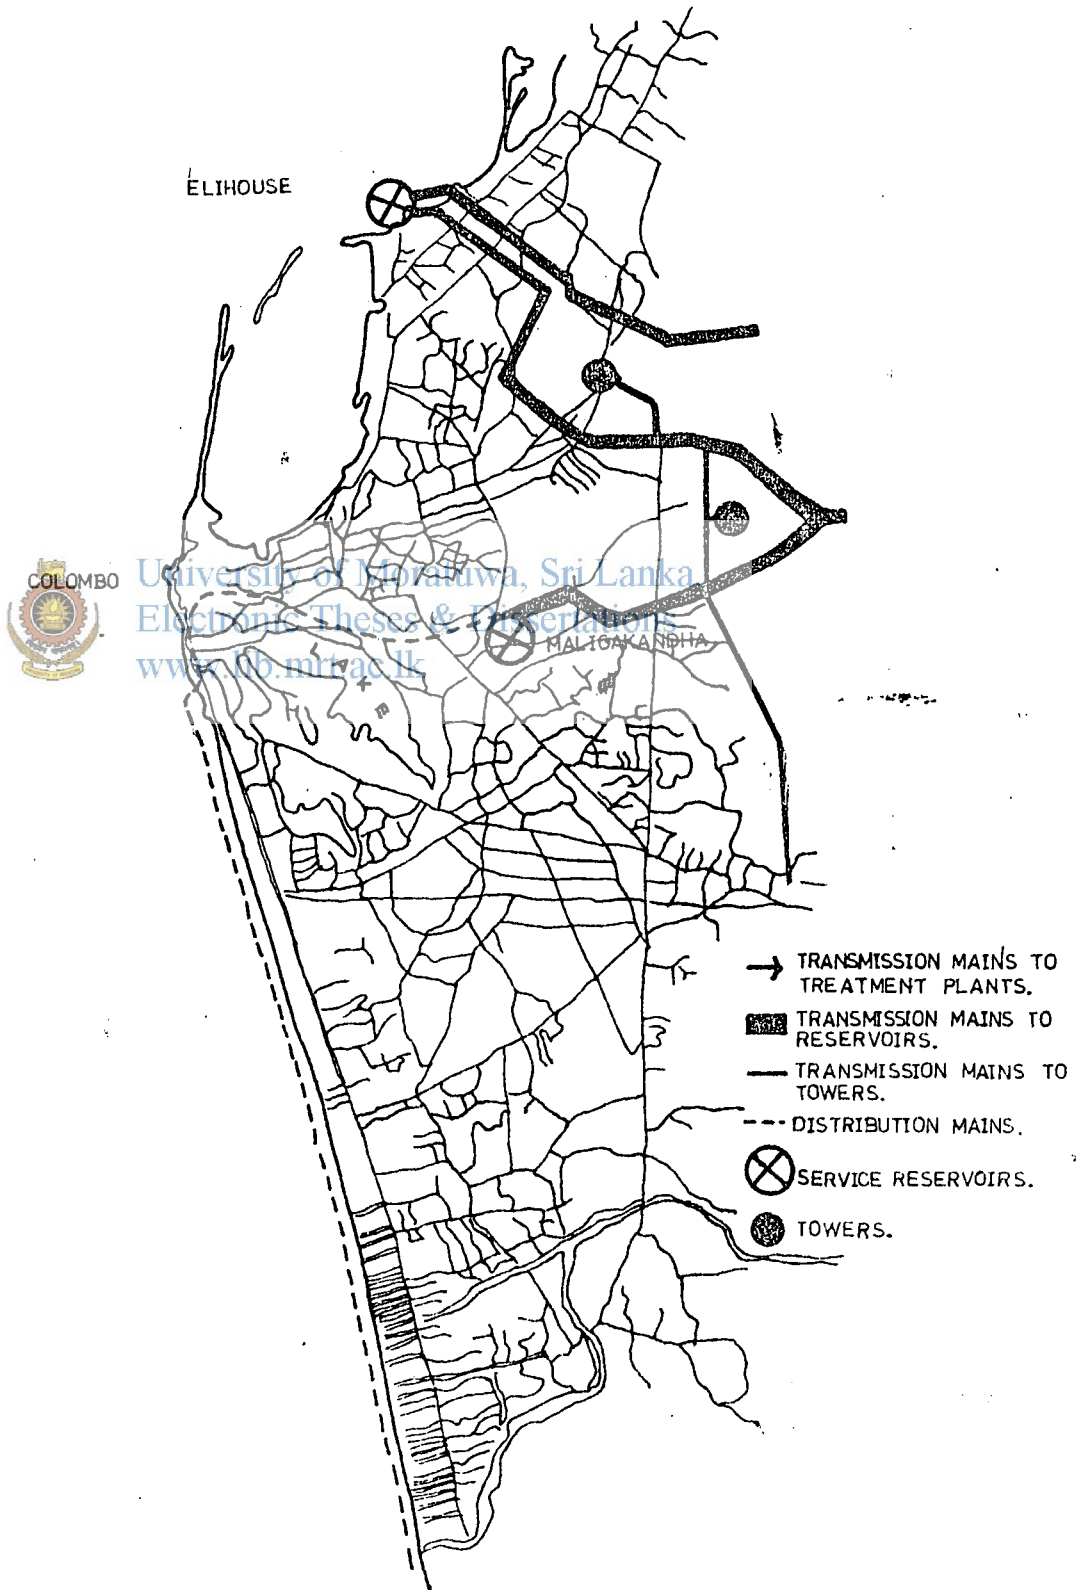 ELIHOUSE
COLOMBO
University of Moratuwa, Sri Lanka.
Electronic Theses & Dissertations
www.lib.mrt.ac.lk
MALIGAKANDHA
TRANSMISSION MAINS TO
TREATMENT PLANTS.
TRANSMISSION MAINS TO
RESERVOIRS.
TRANSMISSION MAINS TO
TOWERS.
DISTRIBUTION MAINS.
SERVICE RESERVOIRS.
TOWERS.